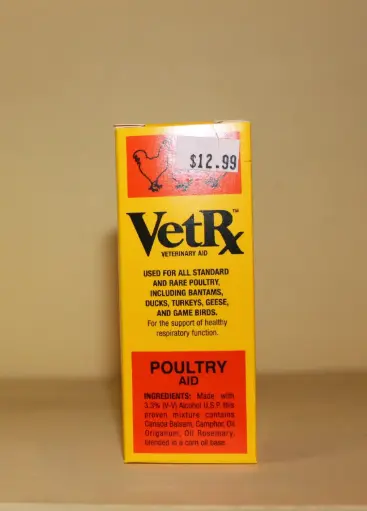 $12.99
VetRx™
VETERINARY AID
USED FOR ALL STANDARD
AND RARE POULTRY,
INCLUDING BANTAMS,
DUCKS, TURKEYS, GEESE,
AND GAME BIRDS.
For the support of healthy
respiratory function.
POULTRY
AID
INGREDIENTS: Made with
3.3% (V-V) Alcohol U.S.P. this
proven mixture contains
Canada Balsam, Camphor, Oil
Origanum, Oil Rosemary,
blended in a corn oil base.